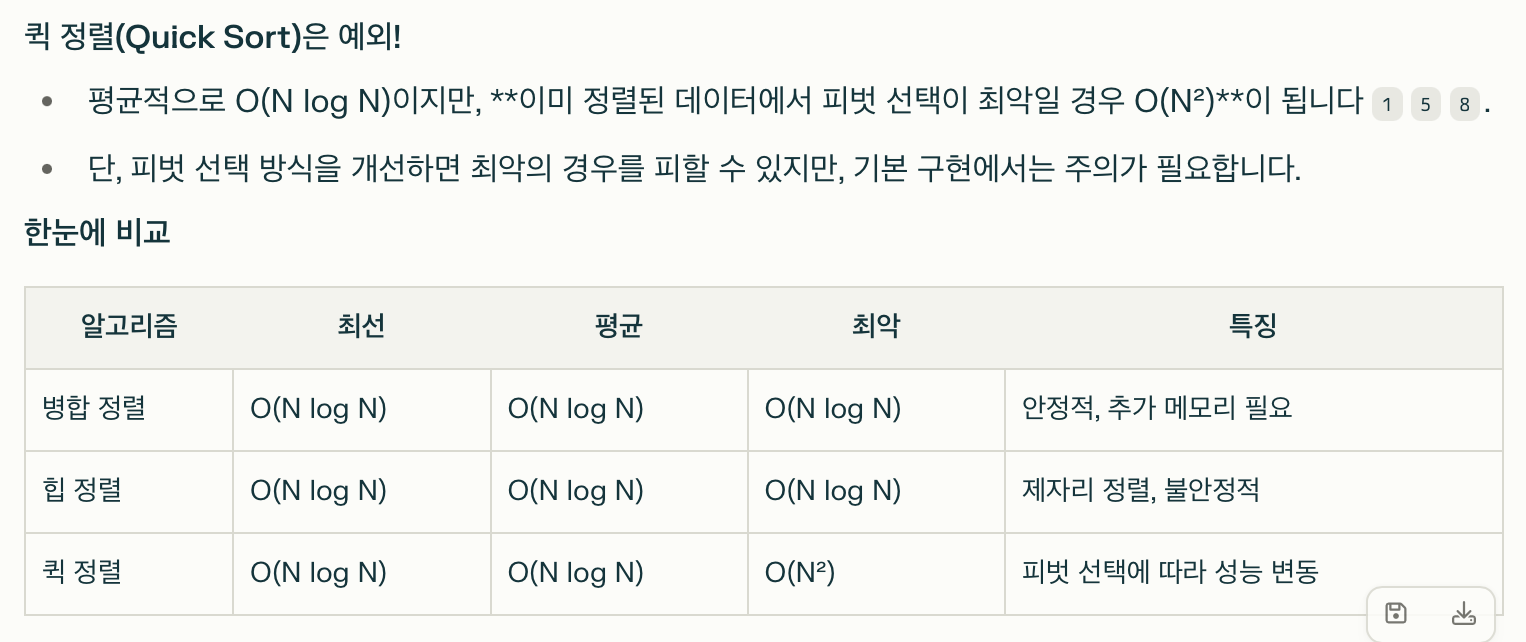 퀵 정렬(Quick Sort)은 예외!
평균적으로 O(N log N)이지만, **이미 정렬된 데이터에서 피벗 선택이 최악일 경우 O(N²)**이 됩니다 1 5 8 .
단, 피벗 선택 방식을 개선하면 최악의 경우를 피할 수 있지만, 기본 구현에서는 주의가 필요합니다.
한눈에 비교
알고리즘 최선 평균 최악 특징
병합 정렬 O(N log N) O(N log N) O(N log N) 안정적, 추가 메모리 필요
힙 정렬 O(N log N) O(N log N) O(N log N) 제자리 정렬, 불안정적
퀵 정렬 O(N log N) O(N log N) O(N²) 피벗 선택에 따라 성능 변동